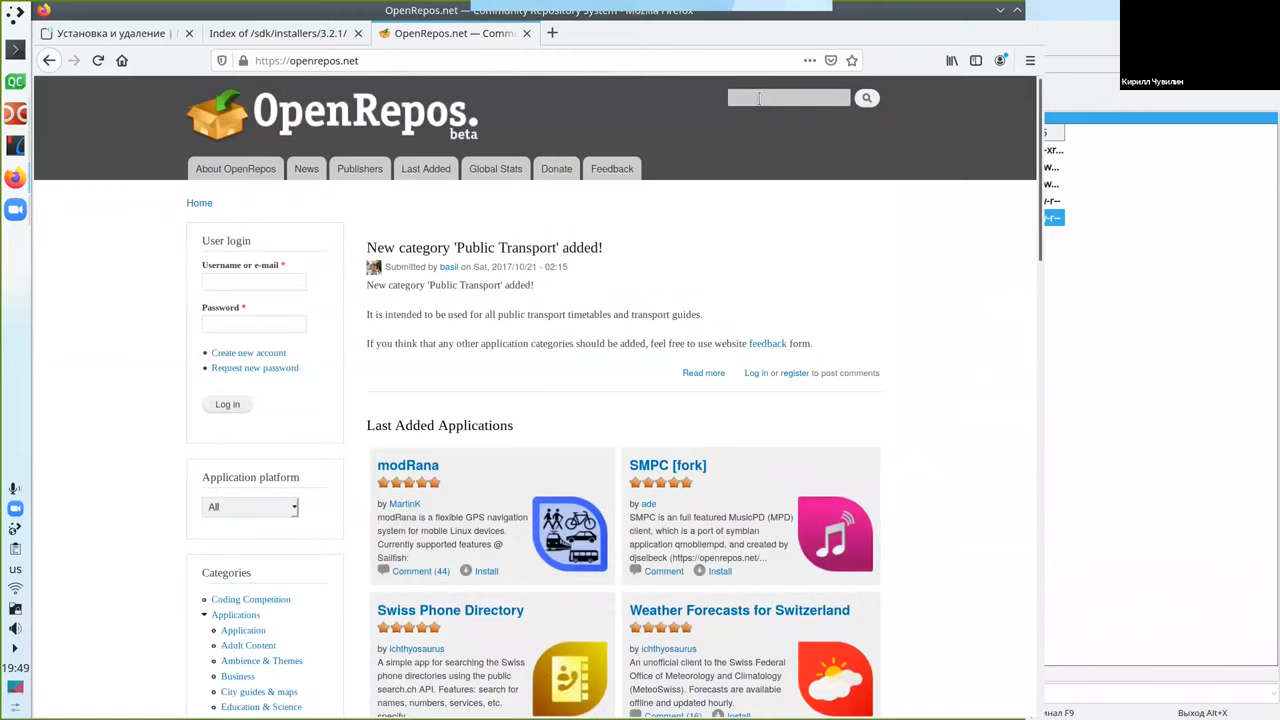 OpenRepos.net — Community Repository System - Mozilla Firefox
Установка и удаление |
Index of /sdk/installers/3.2.1/
OpenRepos.net — Commu
https://openrepos.net
Кирилл Чувилин
OpenRepos.
beta
About OpenRepos
News
Publishers
Last Added
Global Stats
Donate
Feedback
Home
User login
Username or e-mail *
Password *
Create new account
Request new password
Log in
Application platform
All
Categories
Coding Competition
Applications
Application
Adult Content
Ambience & Themes
Business
City guides & maps
Education & Science
New category 'Public Transport' added!
Submitted by basil on Sat, 2017/10/21 - 02:15
New category 'Public Transport' added!
It is intended to be used for all public transport timetables and transport guides.
If you think that any other application categories should be added, feel free to use website feedback form.
Read more
Log in or register to post comments
Last Added Applications
modRana
by MartinK
modRana is a flexible GPS navigation
system for mobile Linux devices.
Currently supported features @
Sailfish:
Comment (44)
Install
SMPC [fork]
by ade
SMPC is an full featured MusicPD (MPD)
client, which is a port of symbian
application qmobilempd, and created by
djselbeck (https://openrepos.net/...
Comment
Install
Swiss Phone Directory
by ichthyosaurus
A simple app for searching the Swiss
phone directories using the public
search.ch API. Features: search for
names, numbers, services, etc.
specify
Weather Forecasts for Switzerland
by ichthyosaurus
An unofficial client to the Swiss Federal
Office of Meteorology and Climatology
(MeteoSwiss). Forecasts are available
offline and updated hourly.
Comment (16)
Install
QC
US
19:49
-xr...
w...
w...
/-r--
/-r--
инал F9
Выход Alt+X